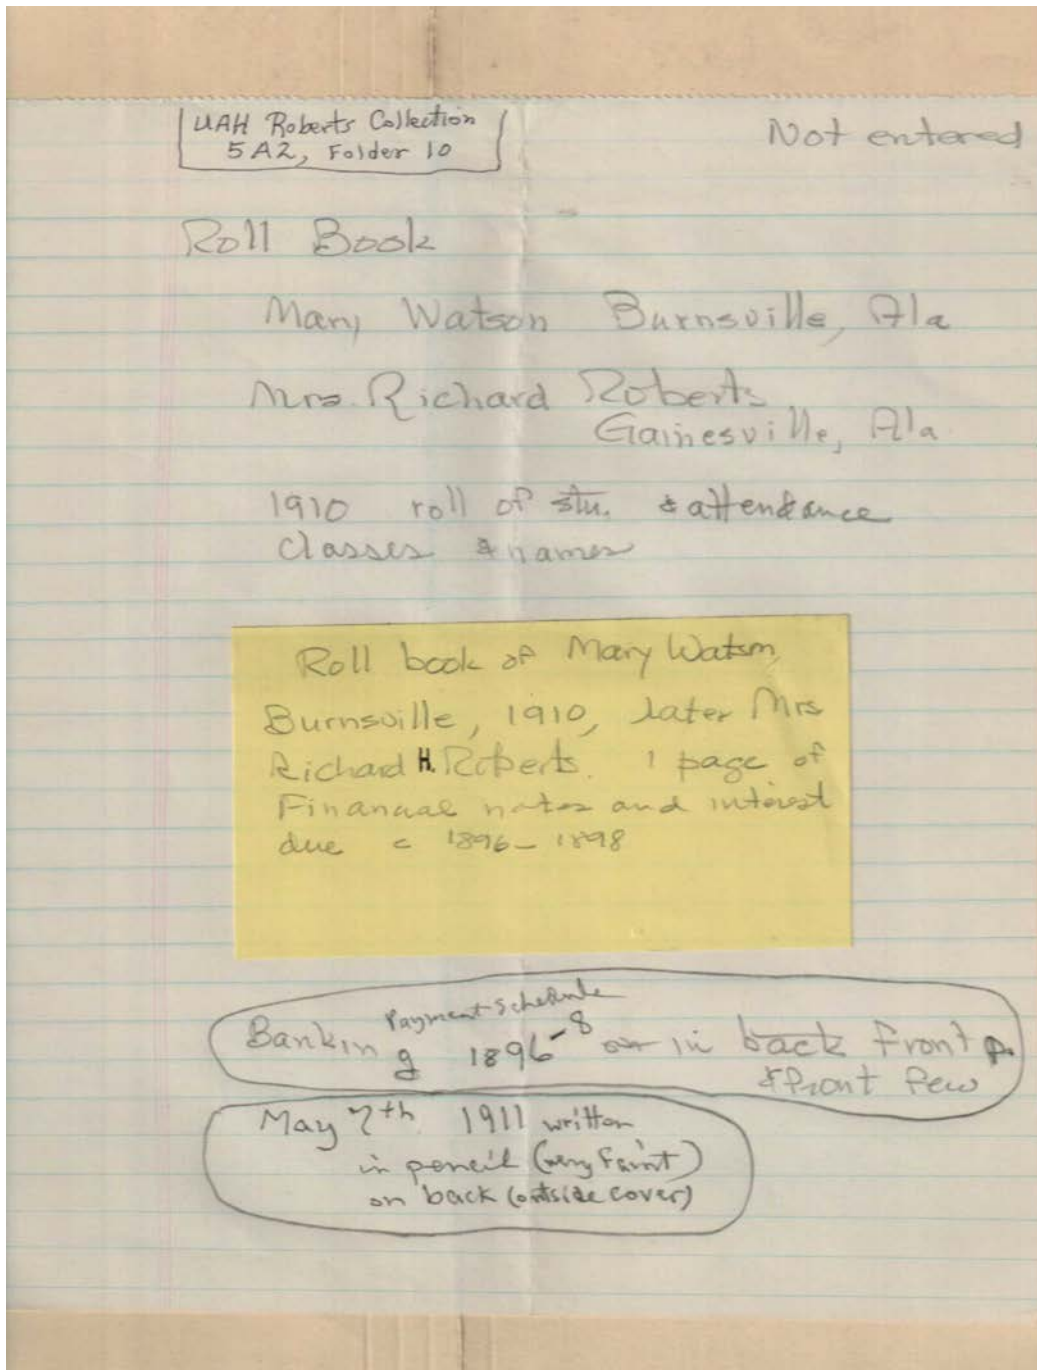 UAH Roberts Collection
5A2, Folder 10
Not entered
Roll Book
Mary Watson Burnsville, Ala
Mrs. Richard Roberts
Gainesville, Ala
1910 roll of stu. & attendance
classes & names
Roll book of Mary Watson
Burnsville, 1910, later Mrs
Richard H. Roberts. 1 page of
Financial notes and interest
due c 1896-1898
Payment Schedule
Banking 1896-8 in back front p.
& front few
May 7th 1911 written
in pencil (very faint)
on back (outside cover)